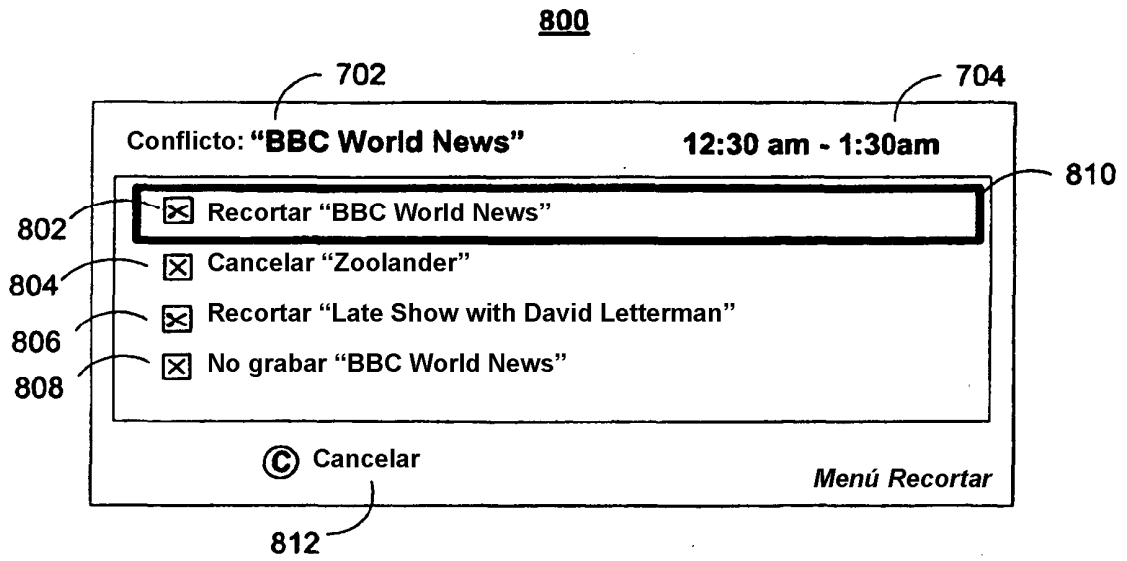 800
702
704
Conflicto: “BBC World News” 12:30 am - 1:30am
810
802
Recortar “BBC World News”
804
Cancelar “Zoolander”
806
Recortar “Late Show with David Letterman”
808
No grabar “BBC World News”
C Cancelar
Menú Recortar
812